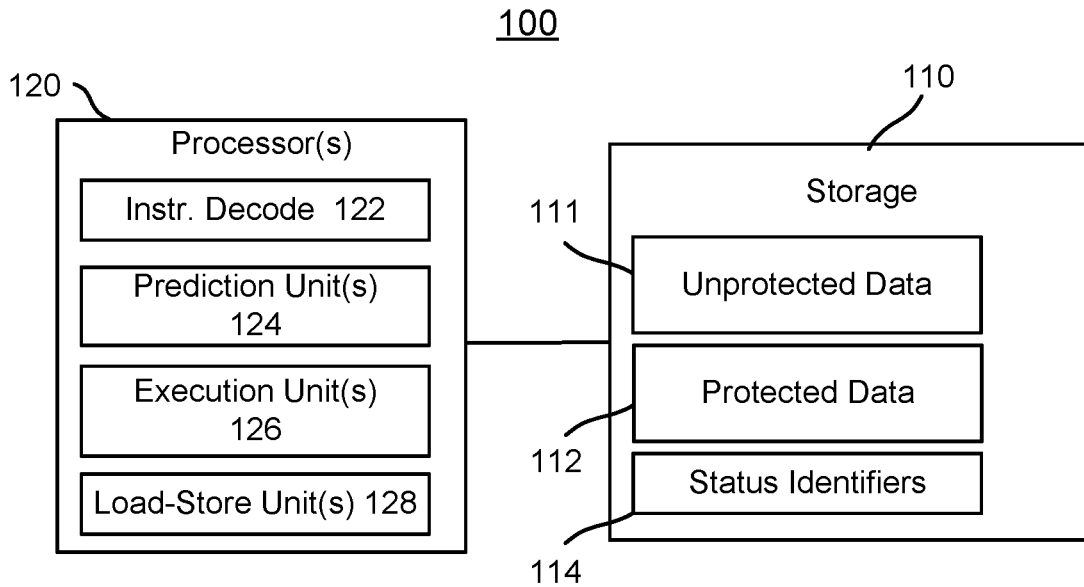 100
120
Processor(s)
Instr. Decode 122
Prediction Unit(s)
124
Execution Unit(s)
126
Load-Store Unit(s) 128
110
Storage
111
Unprotected Data
Protected Data
112
Status Identifiers
114